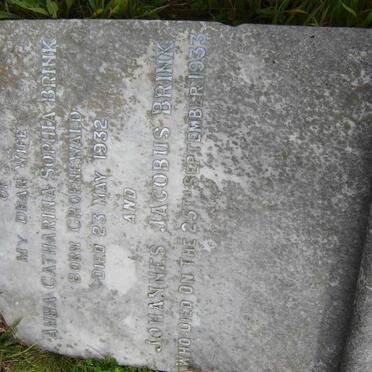 OF
MY DEAR WIFE
ANNA CATHARINA SOPHIA BRINK
BORN GROENEWALD
DIED 23 MAY 1932
AND
JOHANNES JACOBUS BRINK
WHO DIED ON THE 25TH SEPTEMBER 1933